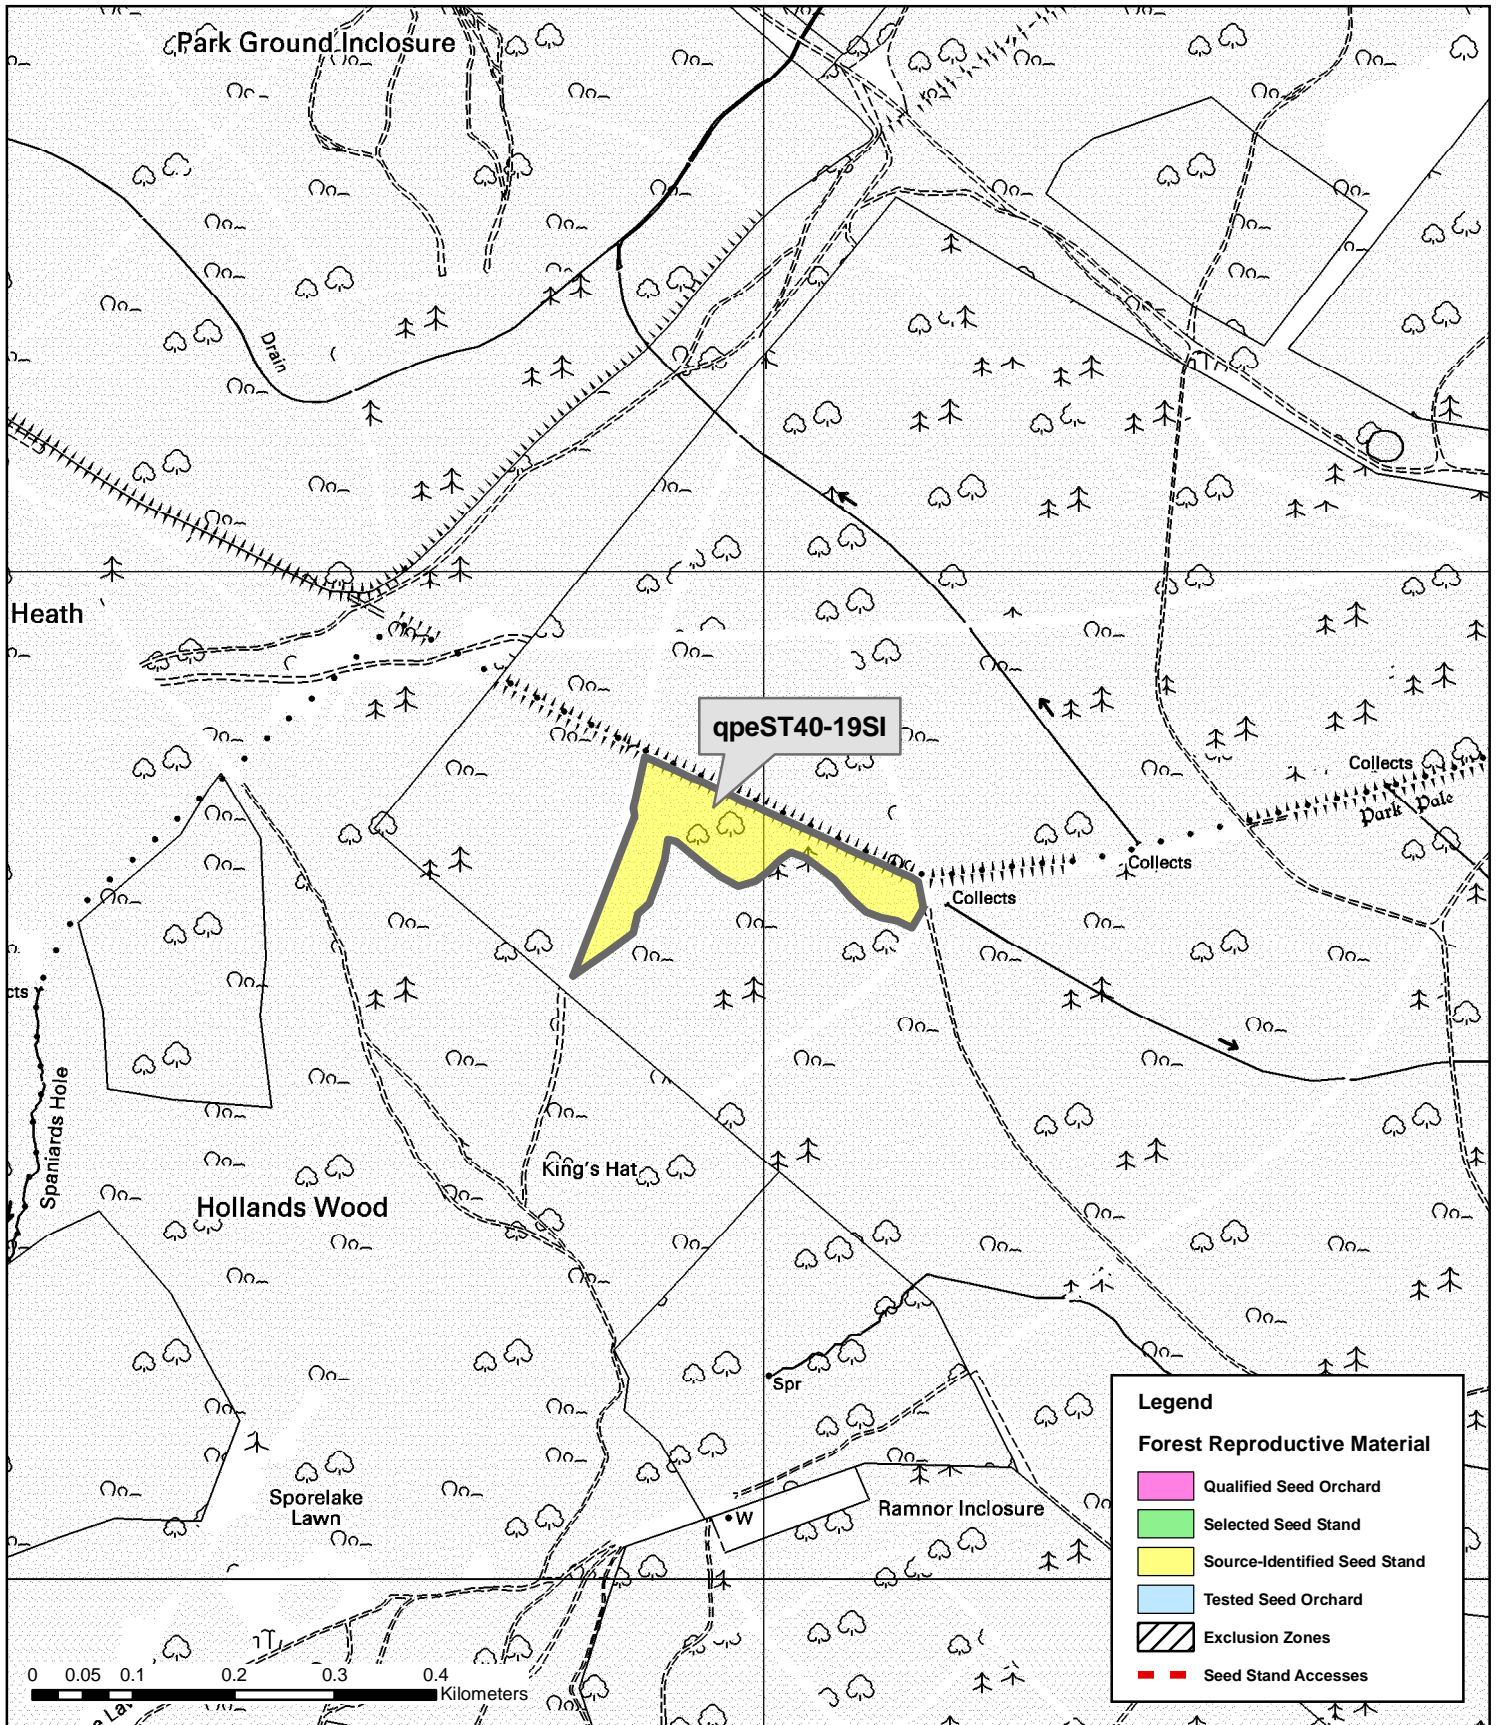 Park Ground Inclosure
Drain
Heath
qpeST40-19SI
Collects
Park Pale
Collects
Collects
cts
Spaniards Hole
King's Hat
Hollands Wood
Spr
Sporelake
Lawn
W
Ramnor Inclosure
Legend
Forest Reproductive Material
Qualified Seed Orchard
Selected Seed Stand
Source-Identified Seed Stand
Tested Seed Orchard
Exclusion Zones
Seed Stand Accesses
0 0.05 0.1 0.2 0.3 0.4
Kilometers